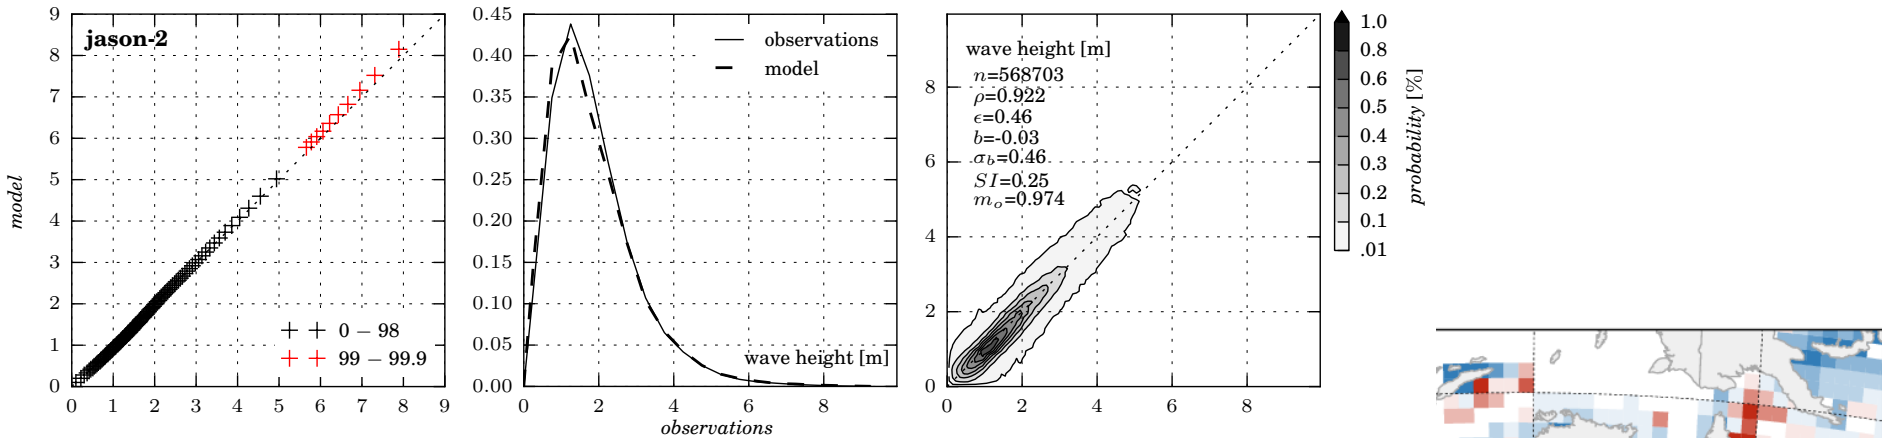 jason-2
model
9
8
7
6
5
4
3
2
1
0
0 1 2 3 4 5 6 7 8 9
0 – 98
99 – 99.9
0.45
0.40
0.35
0.30
0.25
0.20
0.15
0.10
0.05
0.00
0 2 4 6 8
observations
model
wave height [m]
observations
8
6
4
2
0
0 2 4 6 8
wave height [m]
n=568703
ρ=0.922
ϵ=0.46
b=-0.03
σ_b=0.46
SI=0.25
m_o=0.974
1.0
0.8
0.6
0.5
0.4
0.3
0.2
0.1
.01
probability [%]